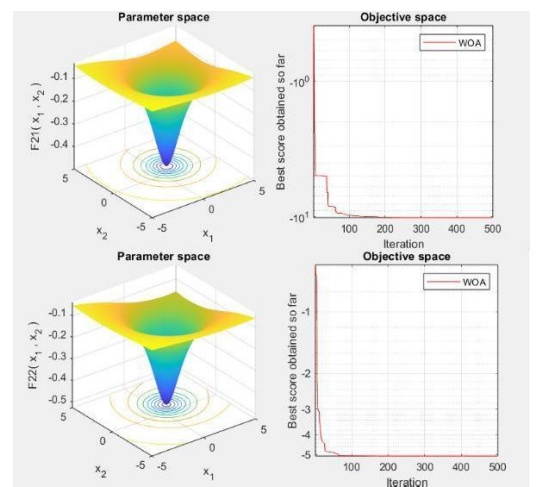 Parameter space
F21( x1 , x2 )
-0.1
-0.2
-0.3
-0.4
5
0
-5
x2
-5
0
5
x1
Objective space
Best score obtained so far
WOA
-10^0
-10^1
100
200
300
400
500
Iteration
Parameter space
F22( x1 , x2 )
-0.1
-0.2
-0.3
-0.4
-0.5
5
0
-5
x2
-5
0
5
x1
Objective space
Best score obtained so far
WOA
-1
-2
-3
-4
-5
100
200
300
400
500
Iteration